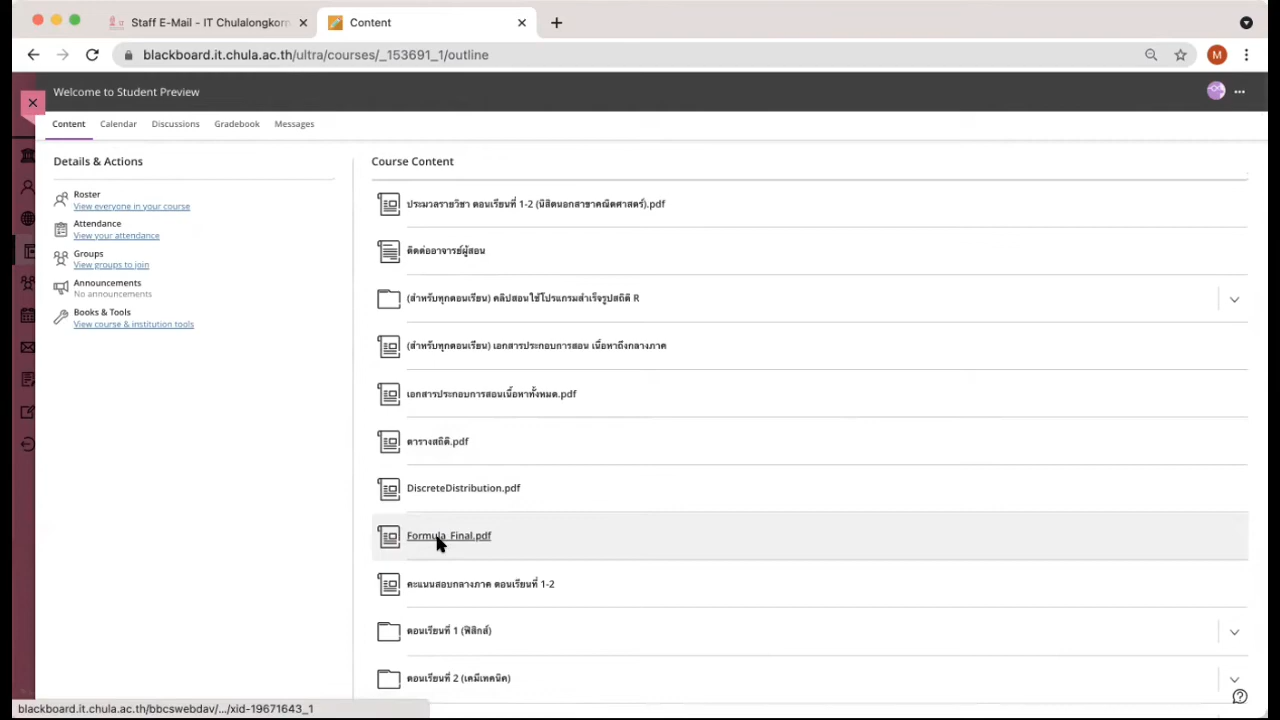 Staff E-Mail - IT Chulalongkorn
Content
blackboard.it.chula.ac.th/ultra/courses/_153691_1/outline
M
Welcome to Student Preview
Content
Calendar
Discussions
Gradebook
Messages
Details & Actions
Roster
View everyone in your course
Attendance
View your attendance
Groups
View groups to join
Announcements
No announcements
Books & Tools
View course & institution tools
Course Content
ประมวลรายวิชา ตอนเรียนที่ 1-2 (นิสิตนอกสาขาคณิตศาสตร์).pdf
ติดต่ออาจารย์ผู้สอน
(สำหรับทุกตอนเรียน) คลิปสอนใช้โปรแกรมสำเร็จรูปสถิติ R
(สำหรับทุกตอนเรียน) เอกสารประกอบการสอน เนื้อหาถึงกลางภาค
เอกสารประกอบการสอนเนื้อหาทั้งหมด.pdf
ตารางสถิติ.pdf
DiscreteDistribution.pdf
Formula_Final.pdf
คะแนนสอบกลางภาค ตอนเรียนที่ 1-2
ตอนเรียนที่ 1 (ฟิสิกส์)
ตอนเรียนที่ 2 (เคมีเทคนิค)
blackboard.it.chula.ac.th/bbcswebdav/.../xid-19671643_1